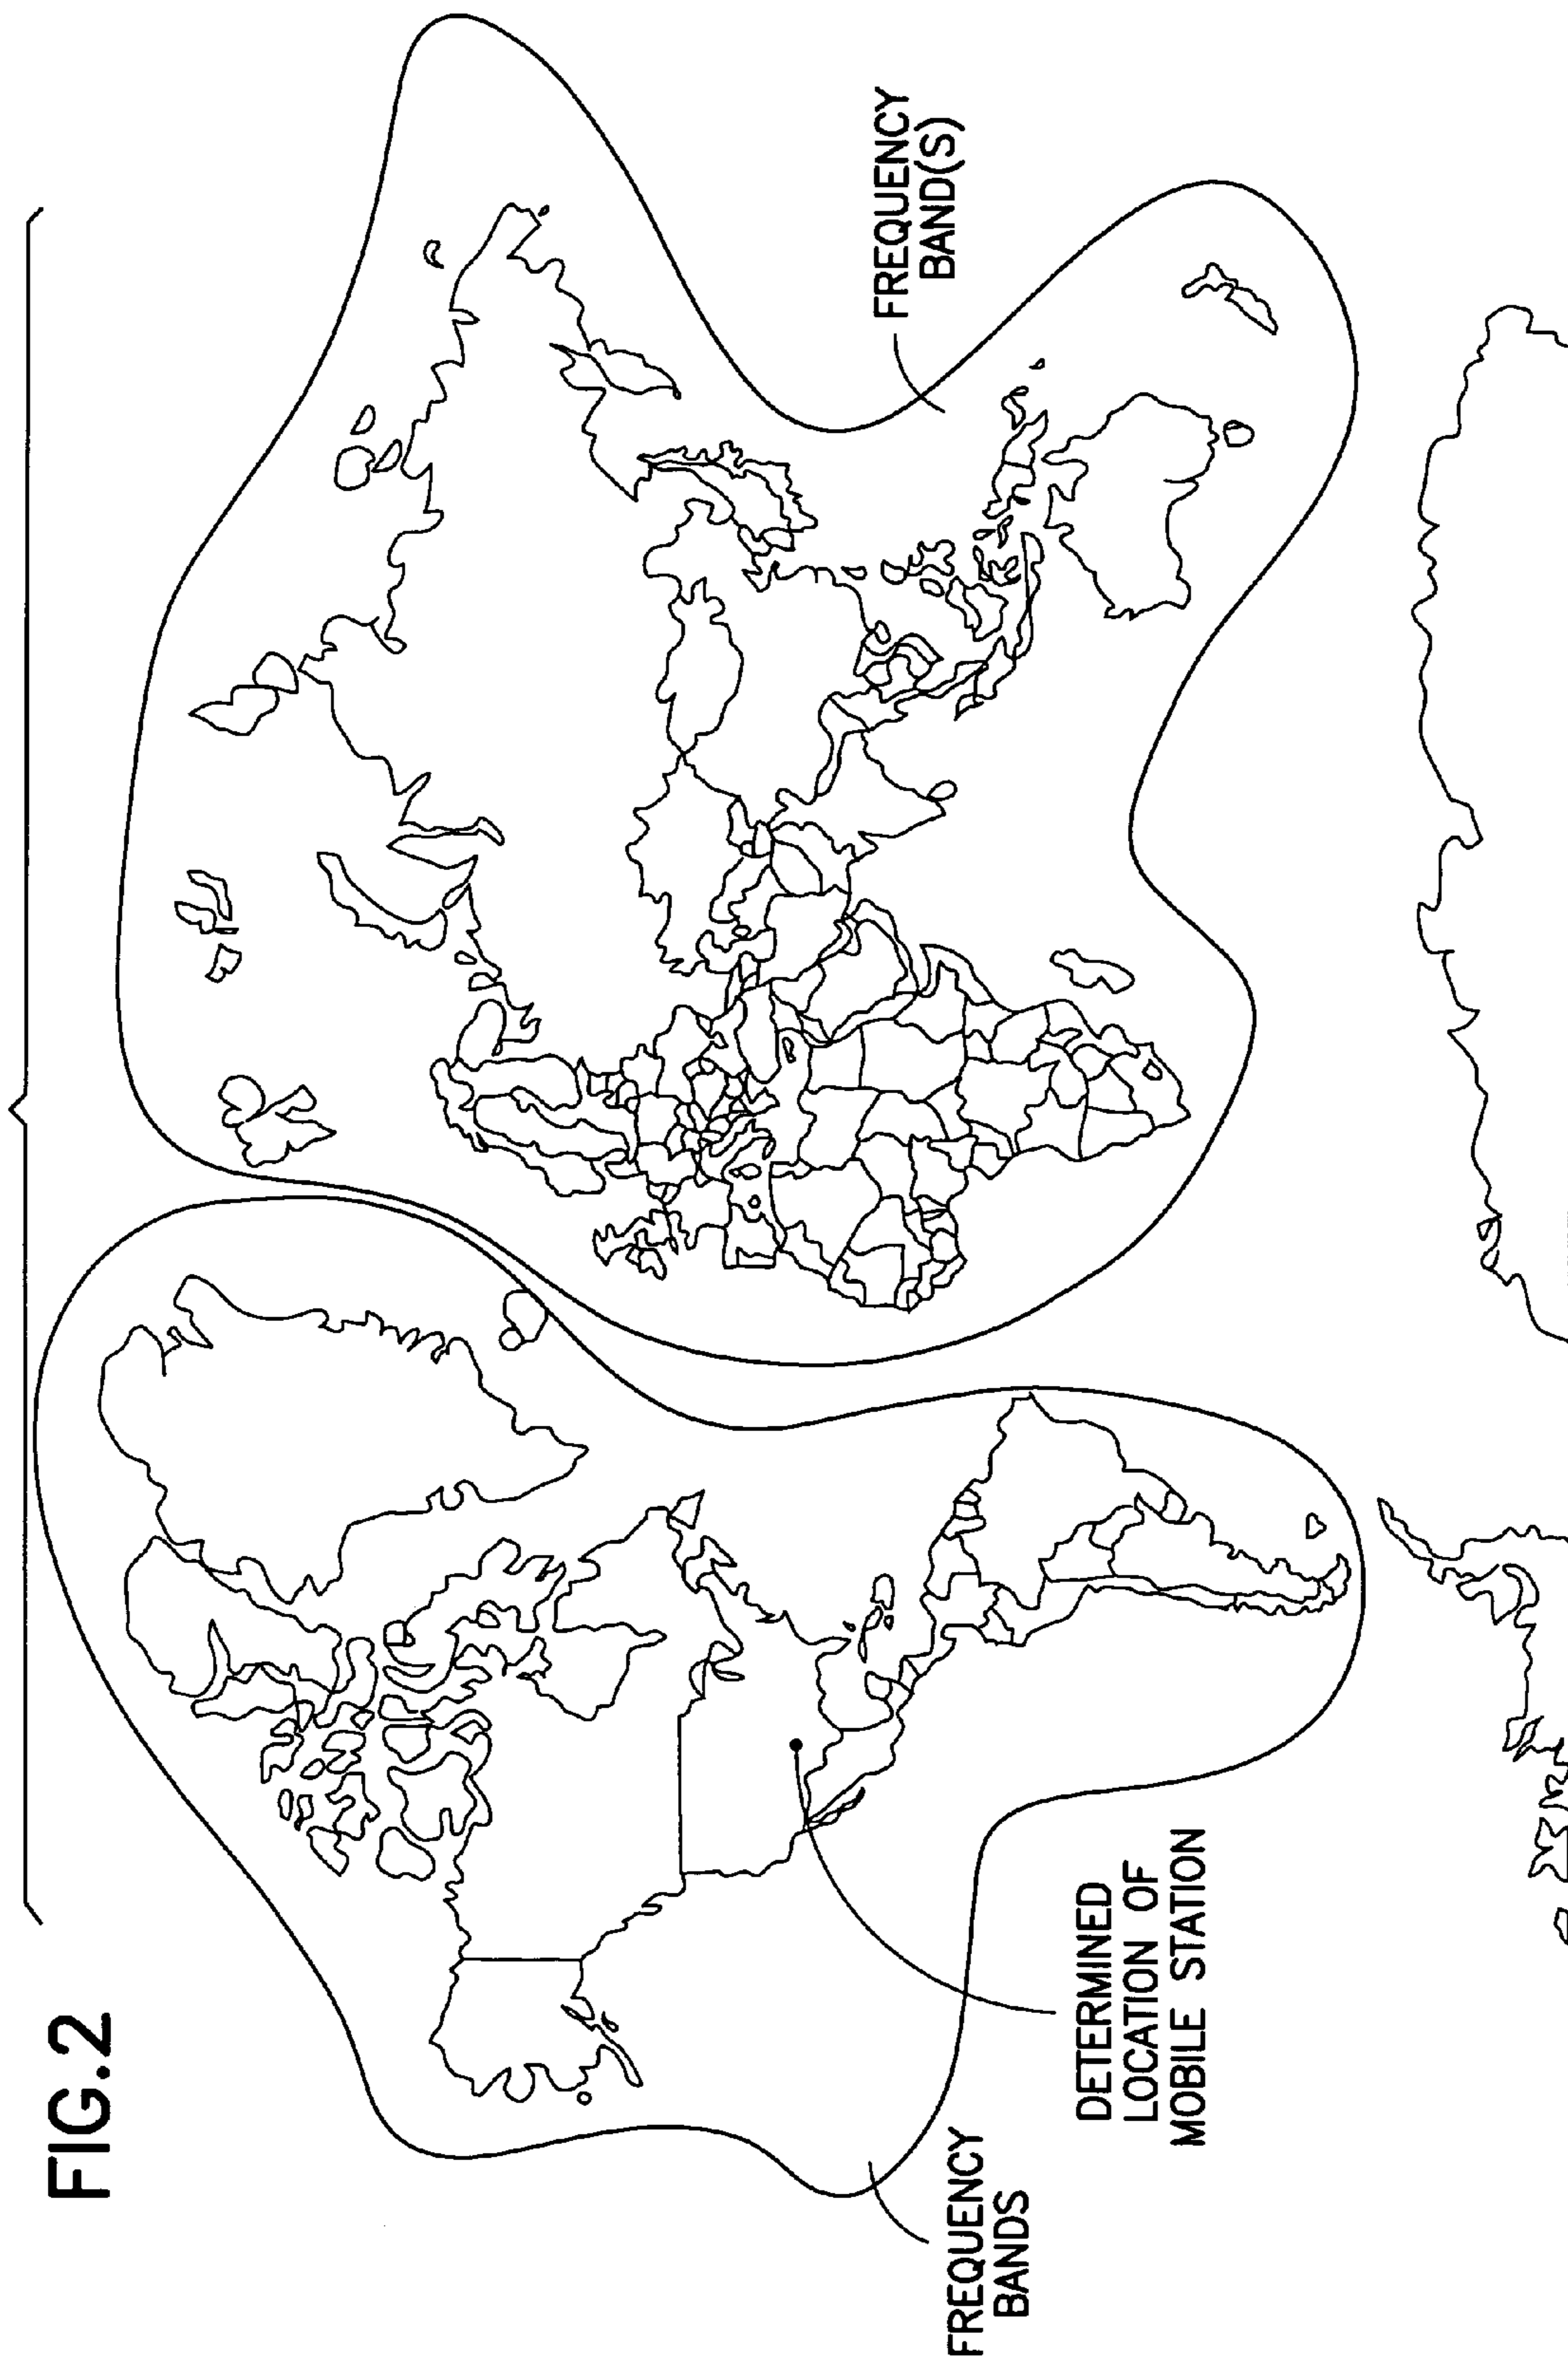 FIG.2
FREQUENCY
BANDS
DETERMINED
LOCATION OF
MOBILE STATION
FREQUENCY
BAND(S)